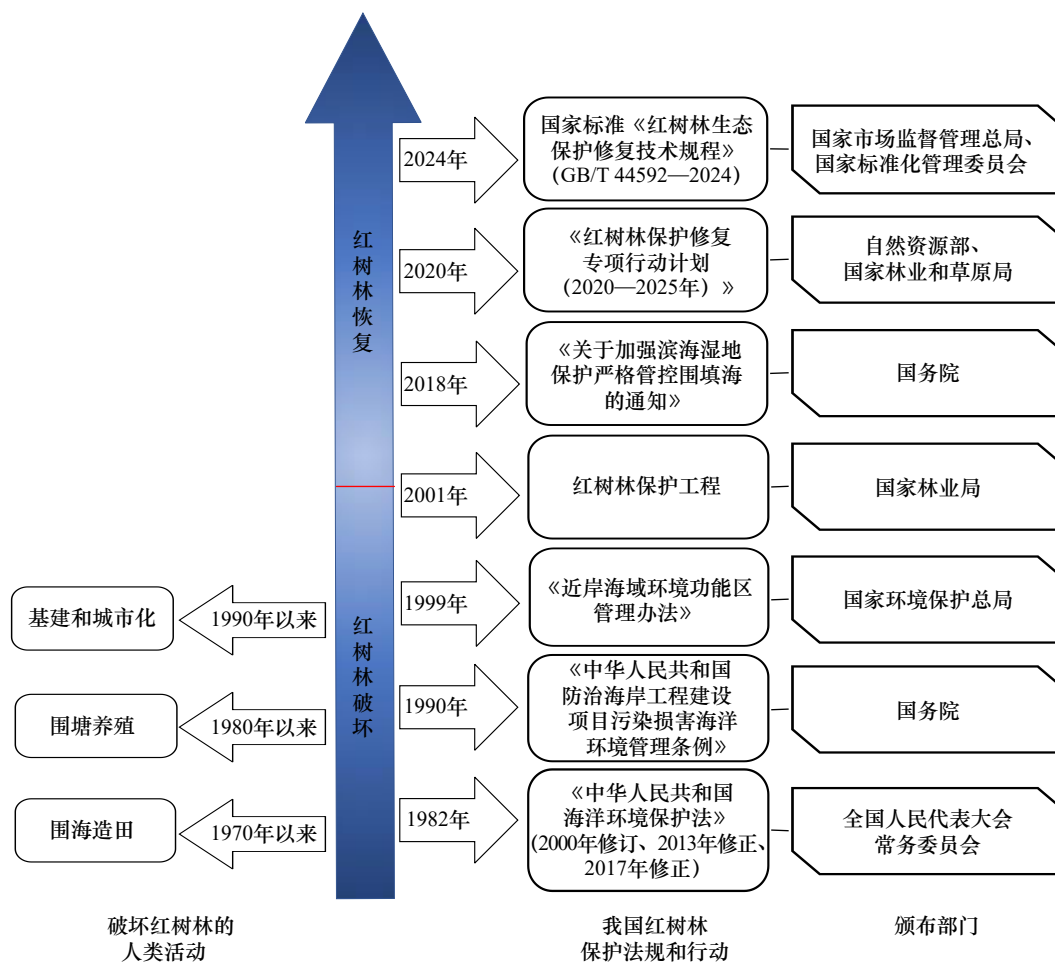 2024年
国家标准《红树林生态
保护修复技术规程》
（GB/T 44592—2024）
国家市场监督管理总局、
国家标准化管理委员会
红树林恢复
2020年
《红树林保护修复
专项行动计划
（2020—2025年）》
自然资源部、
国家林业和草原局
2018年
《关于加强滨海湿地
保护严格管控围填海
的通知》
国务院
2001年
红树林保护工程
国家林业局
基建和城市化
1990年以来
1999年
《近岸海域环境功能区
管理办法》
国家环境保护总局
红树林破坏
围塘养殖
1980年以来
1990年
《中华人民共和国
防治海岸工程建设
项目污染损害海洋
环境管理条例》
国务院
围海造田
1970年以来
1982年
《中华人民共和国
海洋环境保护法》
（2000年修订、2013年修正、
2017年修正）
全国人民代表大会
常务委员会
破坏红树林的
人类活动
我国红树林
保护法规和行动
颁布部门